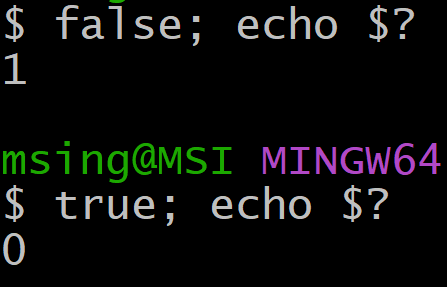 $ false; echo $?
1
msing@MSI MINGW64
$ true; echo $?
0